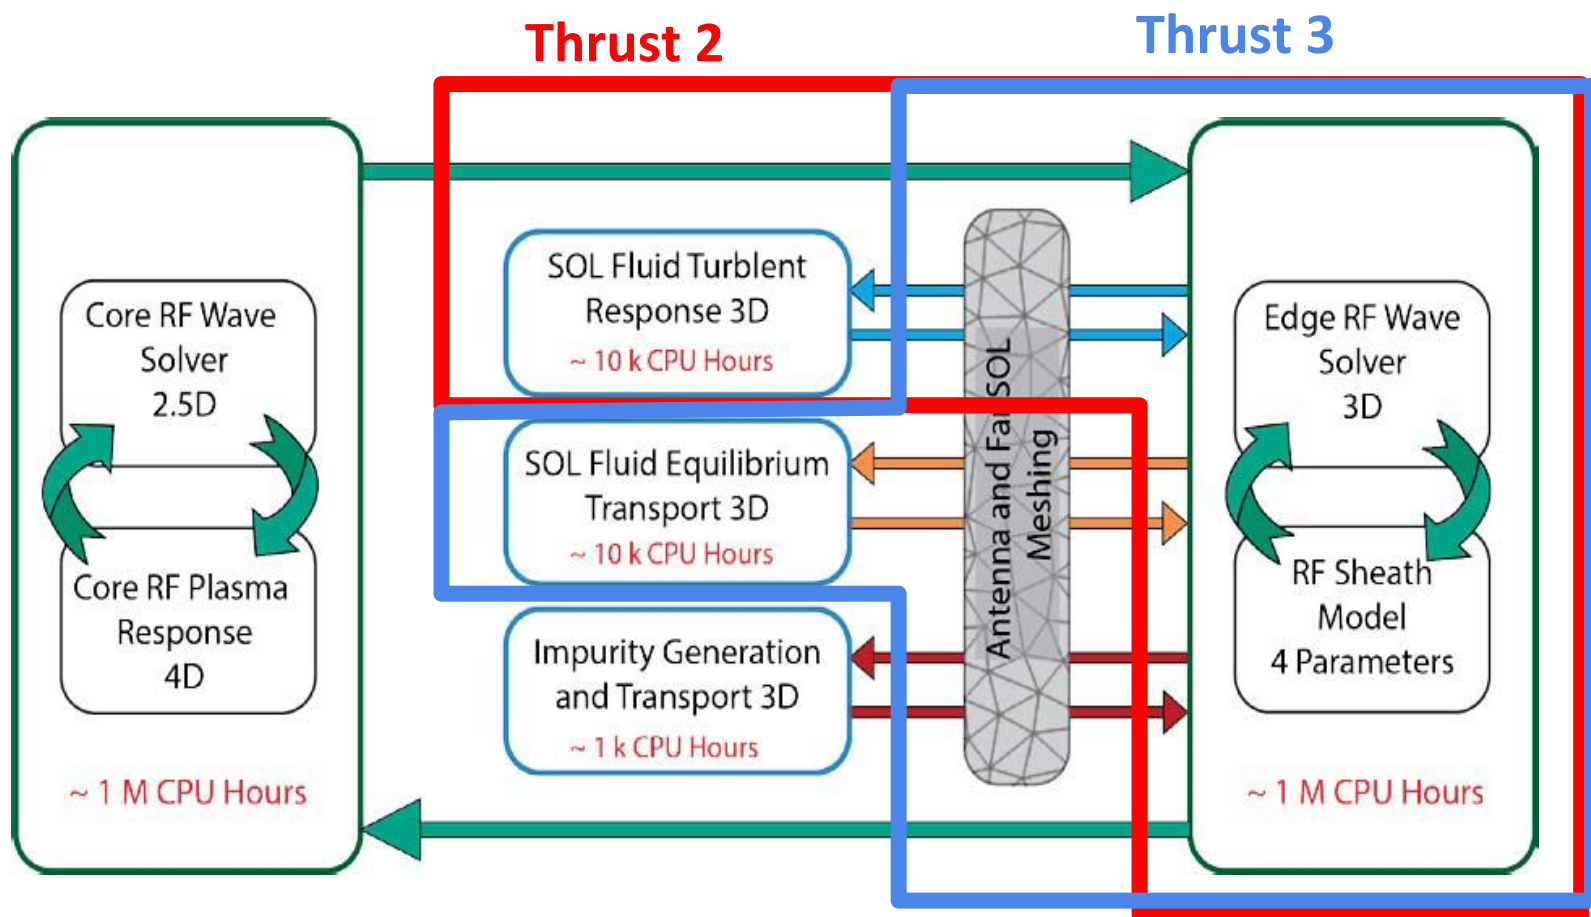 Thrust 2
Thrust 3
Core RF Wave
Solver
2.5D
Core RF Plasma
Response
4D
~ 1 M CPU Hours
SOL Fluid Turblent
Response 3D
~ 10 k CPU Hours
SOL Fluid Equilibrium
Transport 3D
~ 10 k CPU Hours
Impurity Generation
and Transport 3D
~ 1 k CPU Hours
Antenna and Far SOL
Meshing
Edge RF Wave
Solver
3D
RF Sheath
Model
4 Parameters
~ 1 M CPU Hours